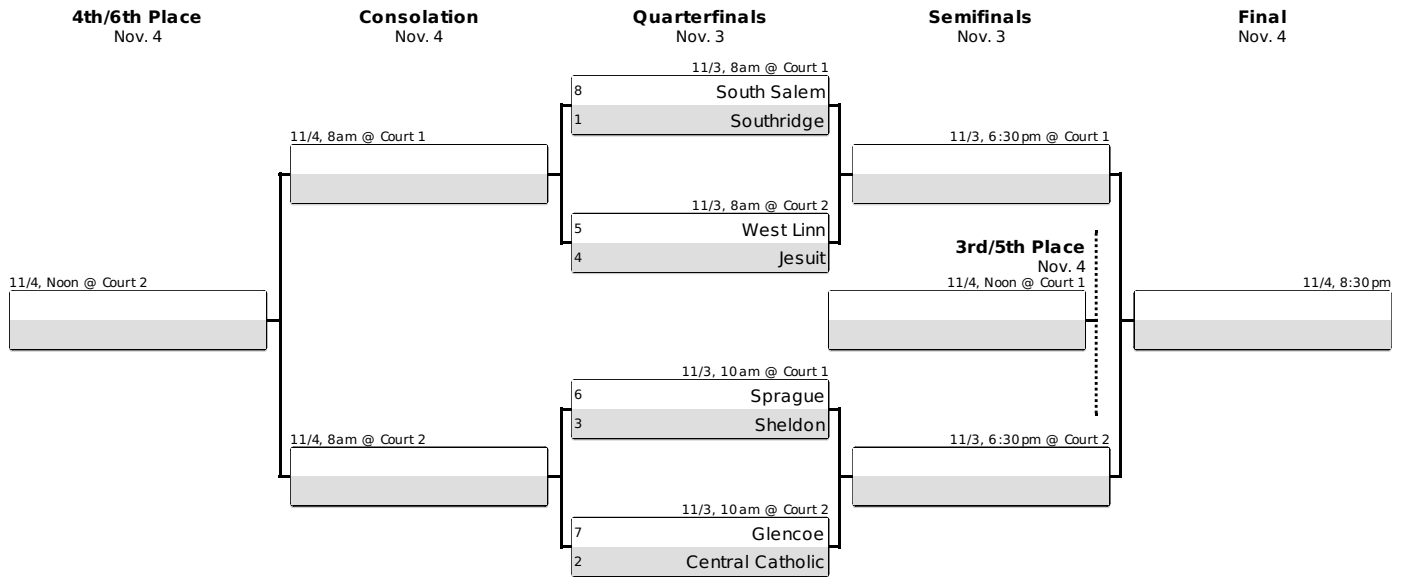 4th/6th Place
Nov. 4
Consolation
Nov. 4
Quarterfinals
Nov. 3
Semifinals
Nov. 3
Final
Nov. 4
11/3, 8am @ Court 1
8 South Salem
1 Southridge
11/4, 8am @ Court 1
11/3, 6:30pm @ Court 1
11/3, 8am @ Court 2
5 West Linn
4 Jesuit
3rd/5th Place
Nov. 4
11/4, Noon @ Court 2
11/4, Noon @ Court 1
11/4, 8:30pm
11/3, 10am @ Court 1
6 Sprague
3 Sheldon
11/4, 8am @ Court 2
11/3, 6:30pm @ Court 2
11/3, 10am @ Court 2
7 Glencoe
2 Central Catholic